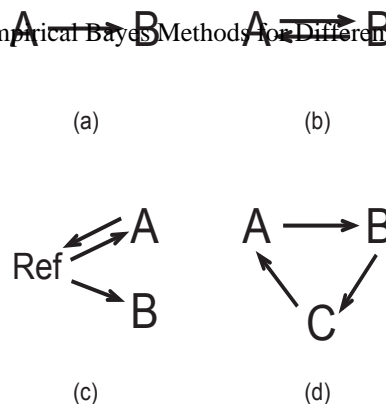 A B A B
mpirical Bayes Methods for Differen
(a) (b)
A A B
Ref
B C
(c) (d)